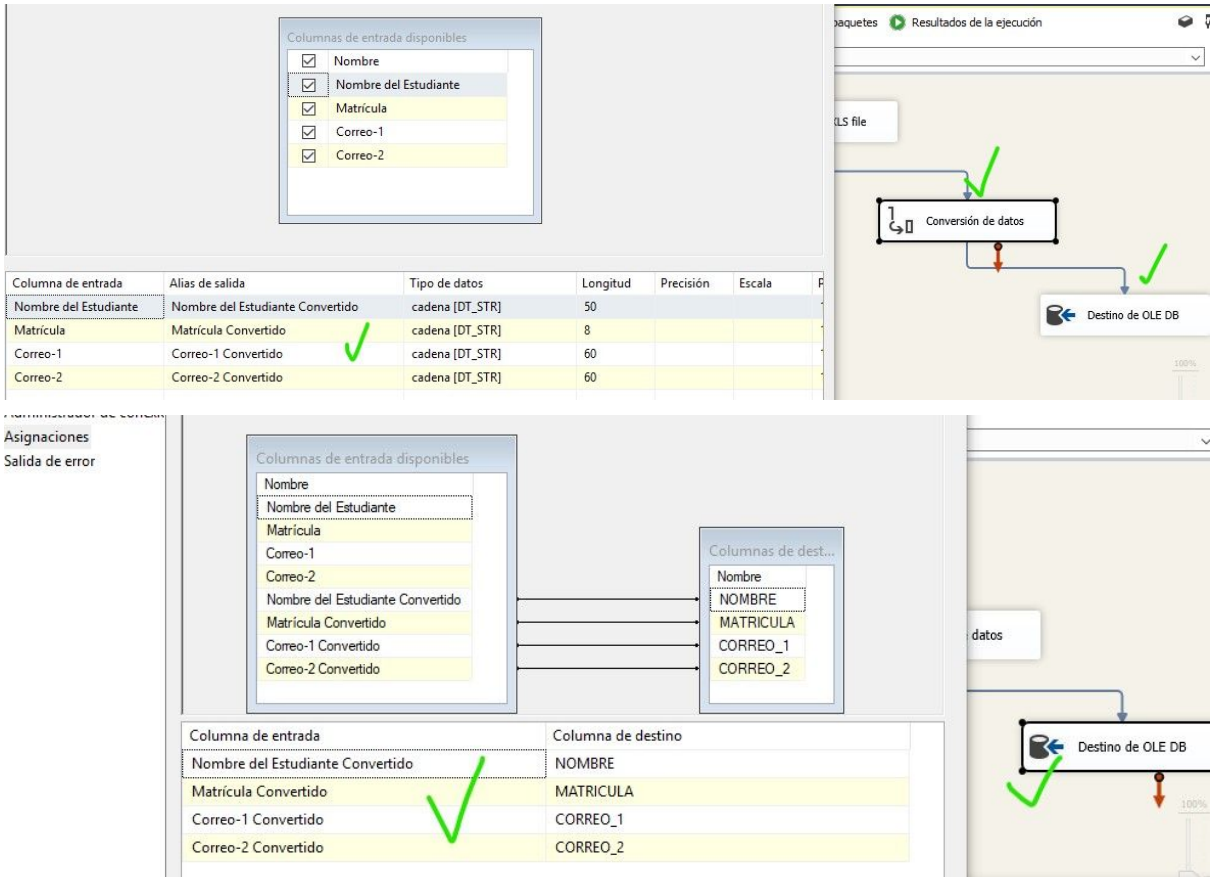 Columnas de entrada disponibles
Nombre
Nombre del Estudiante
Matrícula
Correo-1
Correo-2
Columna de entrada Alias de salida Tipo de datos Longitud Precisión Escala P
Nombre del Estudiante Nombre del Estudiante Convertido cadena [DT_STR] 50
Matrícula Matrícula Convertido cadena [DT_STR] 8
Correo-1 Correo-1 Convertido cadena [DT_STR] 60
Correo-2 Correo-2 Convertido cadena [DT_STR] 60
paquetes Resultados de la ejecución
XLS file
Conversión de datos
Destino de OLE DB
100%
Asignaciones
Salida de error
Columnas de entrada disponibles
Nombre
Nombre del Estudiante
Matrícula
Correo-1
Correo-2
Nombre del Estudiante Convertido
Matrícula Convertido
Correo-1 Convertido
Correo-2 Convertido
Columnas de dest...
Nombre
NOMBRE
MATRICULA
CORREO_1
CORREO_2
Columna de entrada Columna de destino
Nombre del Estudiante Convertido NOMBRE
Matrícula Convertido MATRICULA
Correo-1 Convertido CORREO_1
Correo-2 Convertido CORREO_2
datos
Destino de OLE DB
100%